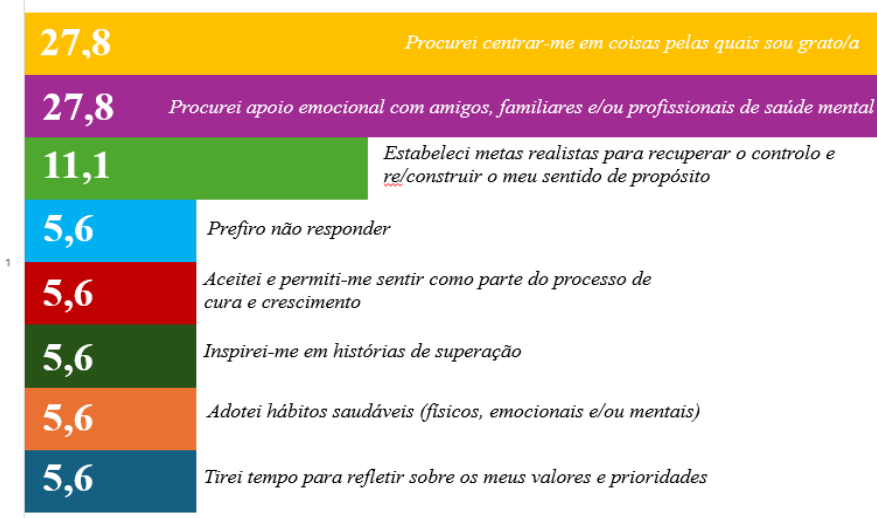 27,8 Procurei centrar-me em coisas pelas quais sou grato/a
27,8 Procurei apoio emocional com amigos, familiares e/ou profissionais de saúde mental
11,1 Estabeleci metas realistas para recuperar o controlo e
re/construir o meu sentido de propósito
5,6 Prefiro não responder
1
5,6 Aceitei e permiti-me sentir como parte do processo de
cura e crescimento
5,6 Inspirei-me em histórias de superação
5,6 Adotei hábitos saudáveis (físicos, emocionais e/ou mentais)
5,6 Tirei tempo para refletir sobre os meus valores e prioridades